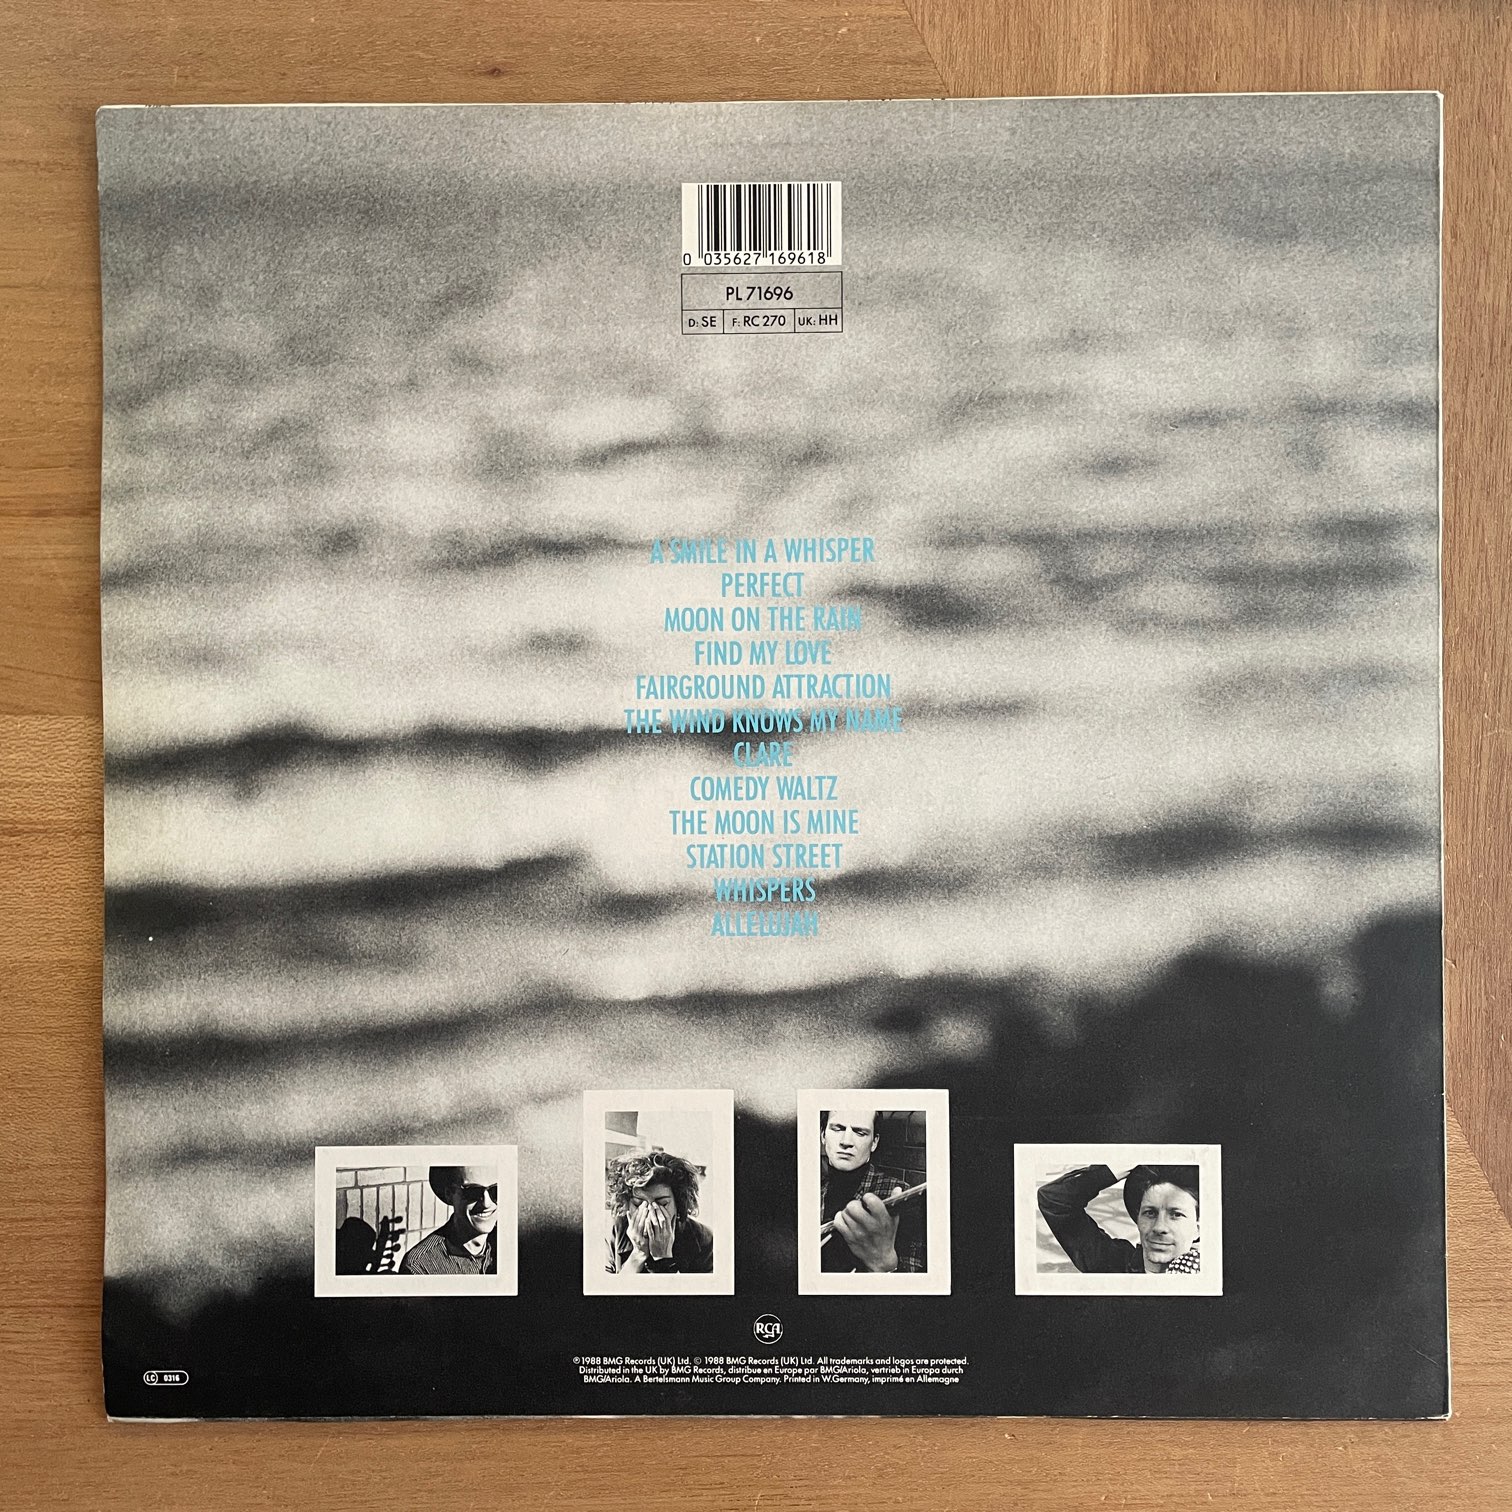 0 035627 169618
PL 71696
D: SE F: RC 270 UK: HH
A SMILE IN A WHISPER
PERFECT
MOON ON THE RAIN
FIND MY LOVE
FAIRGROUND ATTRACTION
THE WIND KNOWS MY NAME
CLARE
COMEDY WALTZ
THE MOON IS MINE
STATION STREET
WHISPERS
ALLELUJAH
RCA
℗ 1988 BMG Records (UK) Ltd. © 1988 BMG Records (UK) Ltd. All trademarks and logos are protected.
Distributed in the UK by BMG Records, distribue en Europe par BMG/Ariola, vertrieb in Europa durch
BMG/Ariola. A Bertelsmann Music Group Company. Printed in W.Germany, imprimé en Allemagne
LC 0316